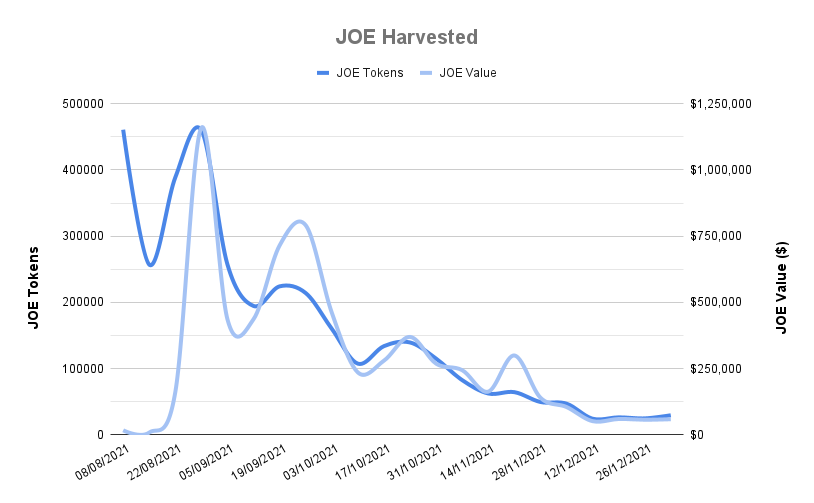 JOE Harvested
JOE Tokens JOE Value
500000 $1,250,000
400000 $1,000,000
300000 $750,000
200000 $500,000
100000 $250,000
0 $0
JOE Tokens
JOE Value ($)
08/08/2021 22/08/2021 05/09/2021 19/09/2021 03/10/2021 17/10/2021 31/10/2021 14/11/2021 28/11/2021 12/12/2021 26/12/2021